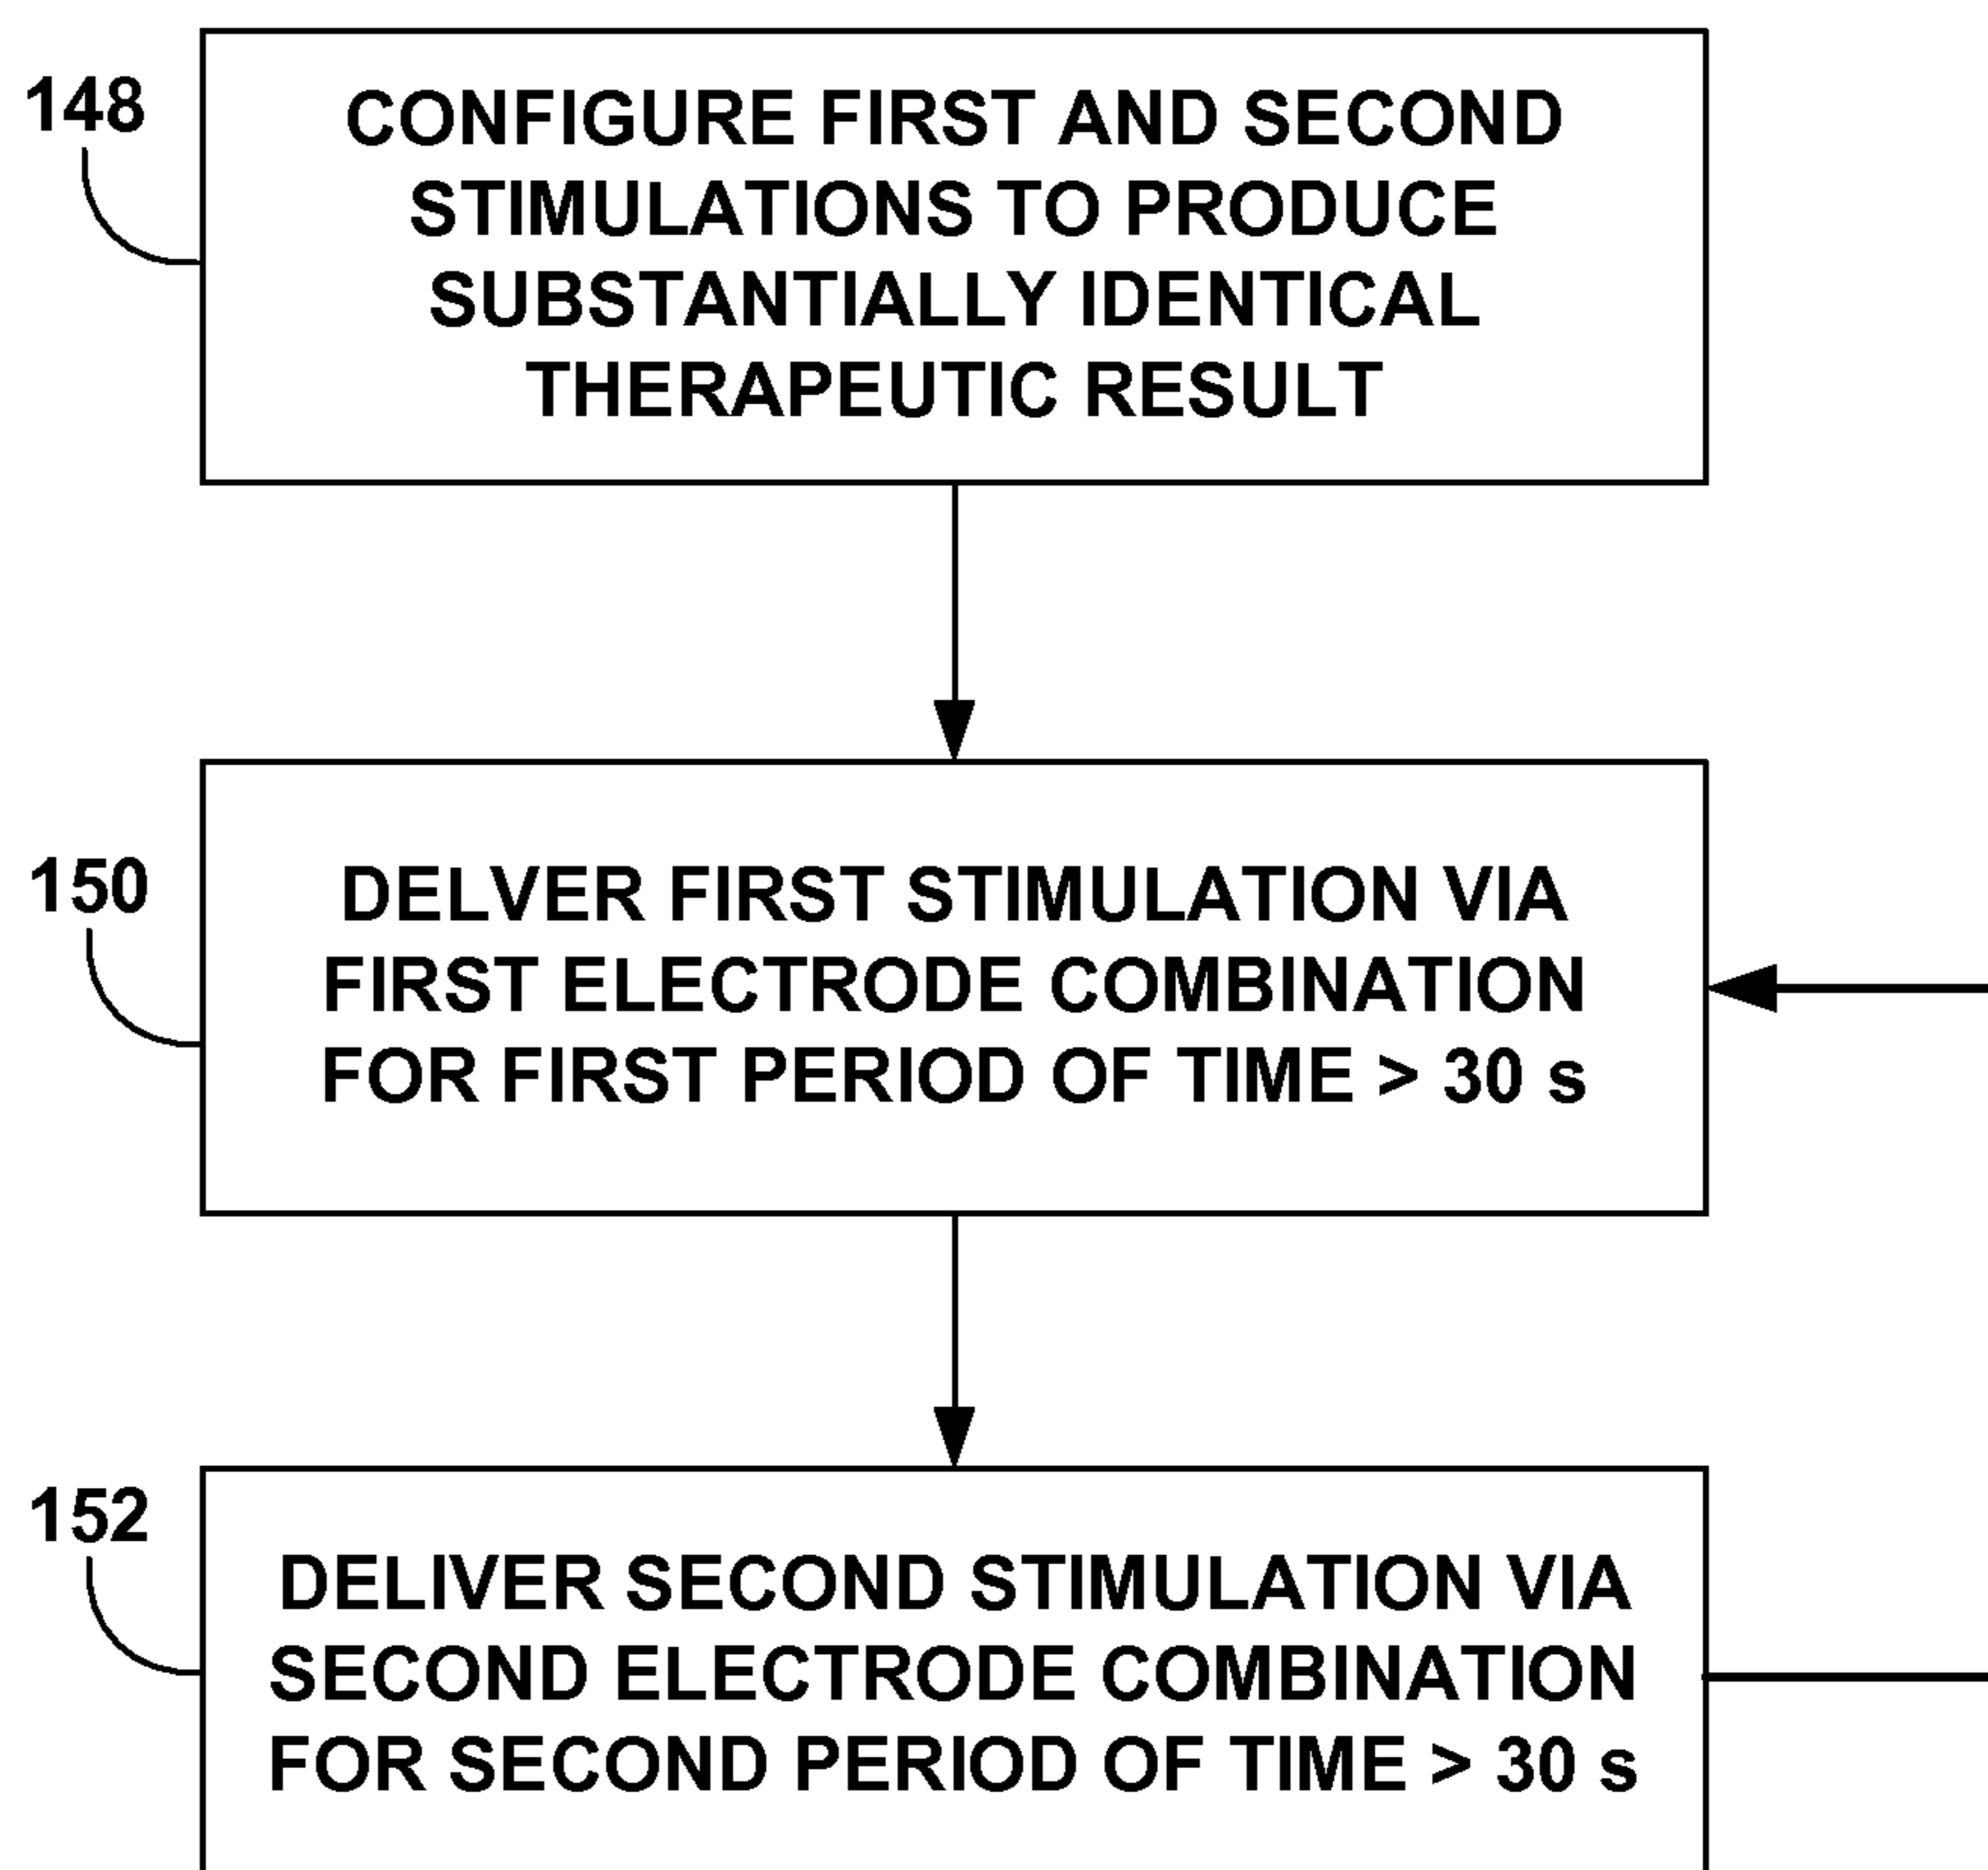 148
CONFIGURE FIRST AND SECOND
STIMULATIONS TO PRODUCE
SUBSTANTIALLY IDENTICAL
THERAPEUTIC RESULT
150
DELVER FIRST STIMULATION VIA
FIRST ELECTRODE COMBINATION
FOR FIRST PERIOD OF TIME > 30 s
152
DELIVER SECOND STIMULATION VIA
SECOND ELECTRODE COMBINATION
FOR SECOND PERIOD OF TIME > 30 s